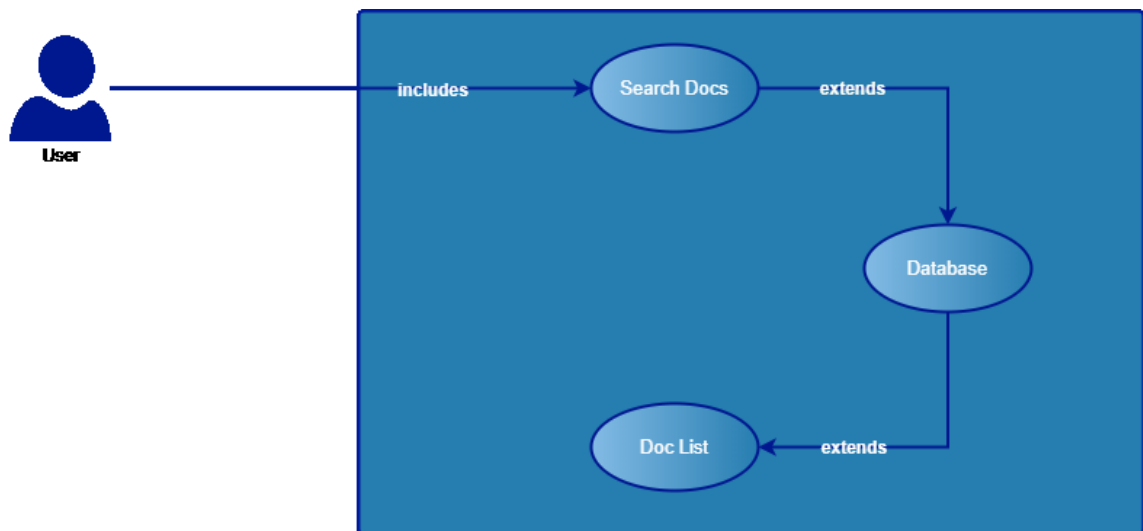 includes
Search Docs
extends
User
Database
Doc List
extends